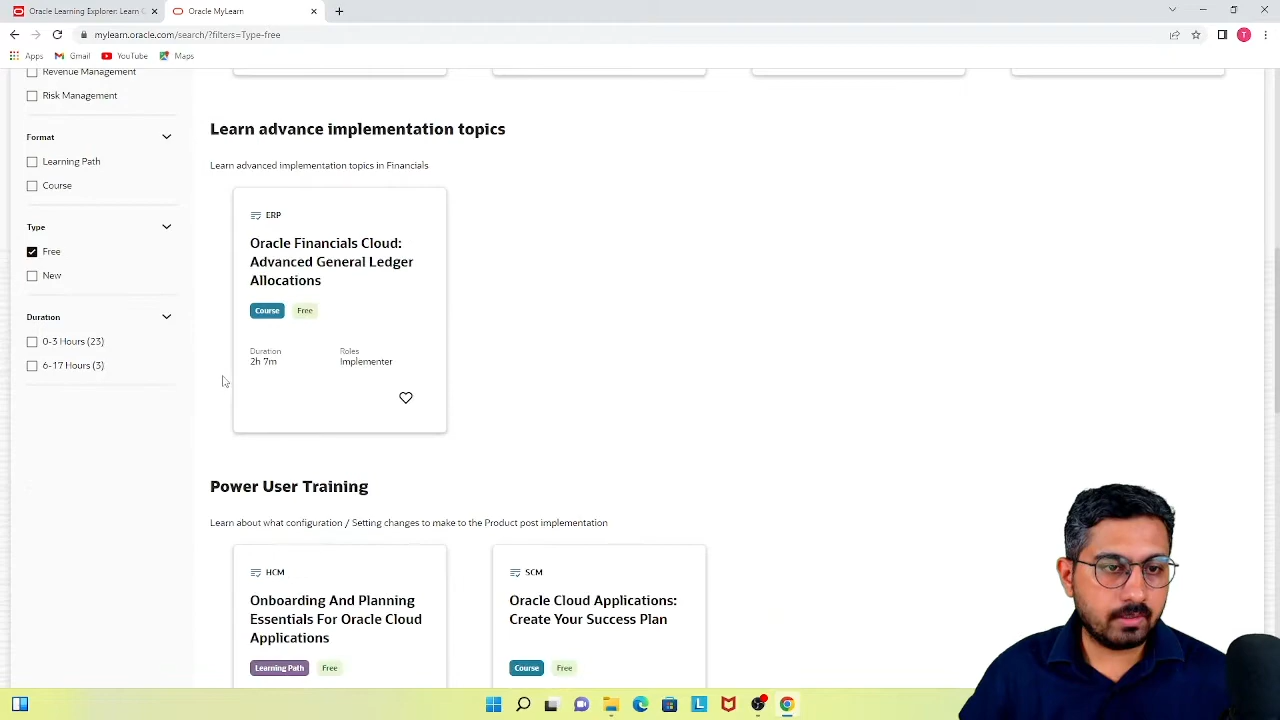 Oracle Learning Explorer: Learn
Oracle MyLearn
mylearn.oracle.com/search/?filters=Type-free
T
Apps
Gmail
YouTube
Maps
Revenue Management
Risk Management
Format
Learning Path
Course
Type
Free
New
Duration
0-3 Hours (23)
6-17 Hours (3)
Learn advance implementation topics
Learn advanced implementation topics in Financials
ERP
Oracle Financials Cloud:
Advanced General Ledger
Allocations
Course
Free
Duration
Roles
2h 7m
Implementer
Power User Training
Learn about what configuration / Setting changes to make to the Product post implementation
HCM
Onboarding And Planning
Essentials For Oracle Cloud
Applications
Learning Path
Free
SCM
Oracle Cloud Applications:
Create Your Success Plan
Course
Free
L